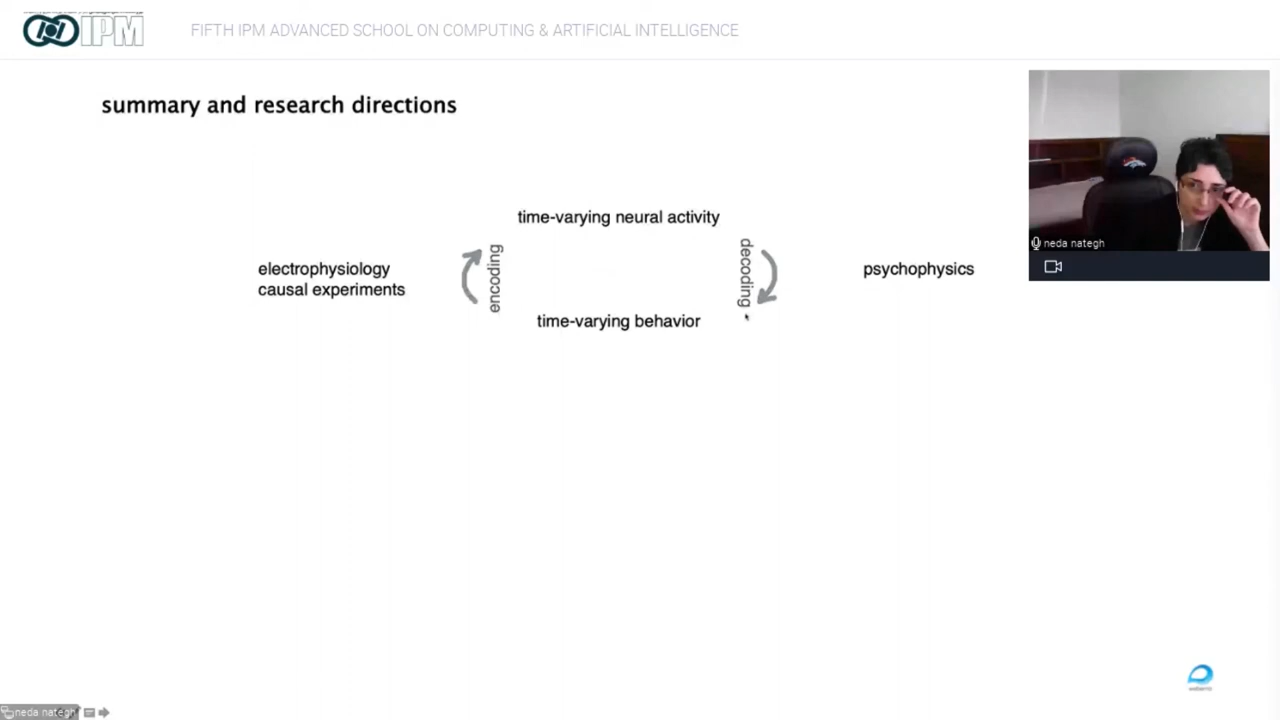 IPM
FIFTH IPM ADVANCED SCHOOL ON COMPUTING & ARTIFICIAL INTELLIGENCE
summary and research directions
time-varying neural activity
encoding
decoding
electrophysiology
causal experiments
psychophysics
time-varying behavior
neda nategh
neda nategh